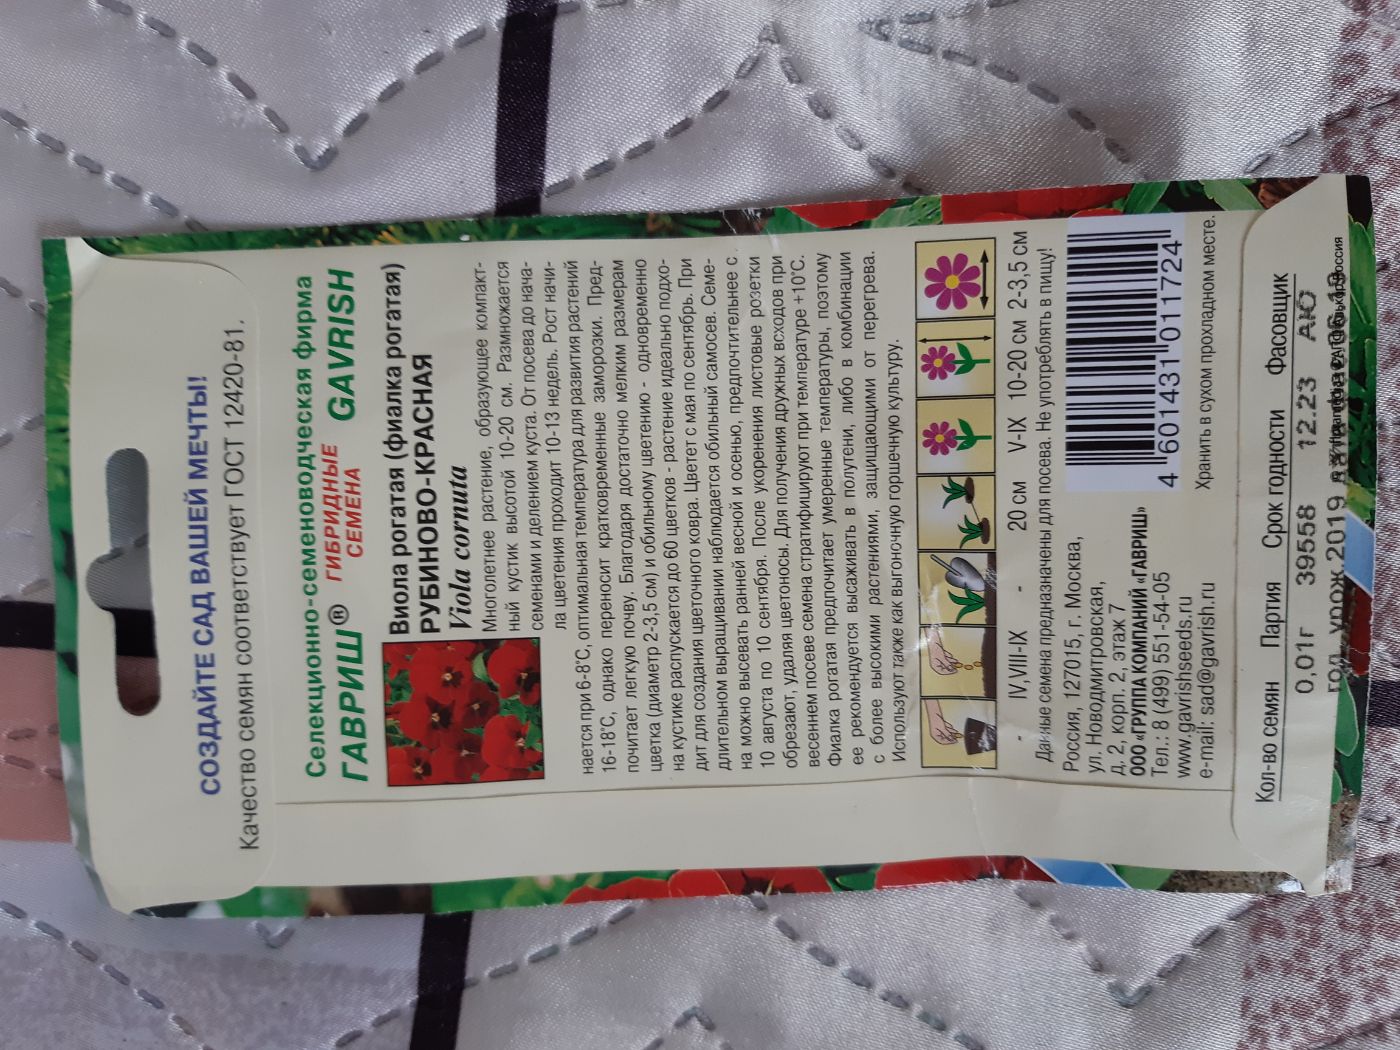 СОЗДАЙТЕ САД ВАШЕЙ МЕЧТЫ!
Качество семян соответствует ГОСТ 12420-81.
Селекционно-семеноводческая фирма
ГАВРИШ® ГИБРИДНЫЕ СЕМЕНА GAVRISH
Виола рогатая (фиалка рогатая)
РУБИНОВО-КРАСНАЯ
Viola cornuta
Многолетнее растение, образующее компакт-
ный кустик высотой 10-20 см. Размножается
семенами и делением куста. От посева до нача-
ла цветения проходит 10-13 недель. Рост начи-
нается при 6-8°С, оптимальная температура для развития растений
16-18°С, однако переносит кратковременные заморозки. Пред-
почитает легкую почву. Благодаря достаточно мелким размерам
цветка (диаметр 2-3,5 см) и обильному цветению - одновременно
на кустике распускается до 60 цветков - растение идеально подхо-
дит для создания цветочного ковра. Цветет с мая по сентябрь. При
длительном выращивании наблюдается обильный самосев. Семе-
на можно высевать ранней весной и осенью, предпочтительнее с
10 августа по 10 сентября. После укоренения листовые розетки
обрезают, удаляя цветоносы. Для получения дружных всходов при
весеннем посеве семена стратифицируют при температуре +10°С.
Фиалка рогатая предпочитает умеренные температуры, поэтому
ее рекомендуется высаживать в полутени, либо в комбинации
с более высокими растениями, защищающими от перегрева.
Используют также как выгоночную горшечную культуру.
- IV,VIII-IX - 20 см V-IX 10-20 см 2-3,5 см
Данные семена предназначены для посева. Не употреблять в пищу!
Россия, 127015, г. Москва,
ул. Новодмитровская,
д. 2, корп. 2, этаж 7
ООО «ГРУППА КОМПАНИЙ «ГАВРИШ»
Тел.: 8 (499) 551-54-05
www.gavrishseeds.ru
e-mail: sad@gavrish.ru
4 601431 011724
Хранить в сухом прохладном месте.
Кол-во семян Партия Срок годности Фасовщик
0,01г 39558 12.23 АЮ
год урож.2019
Россия